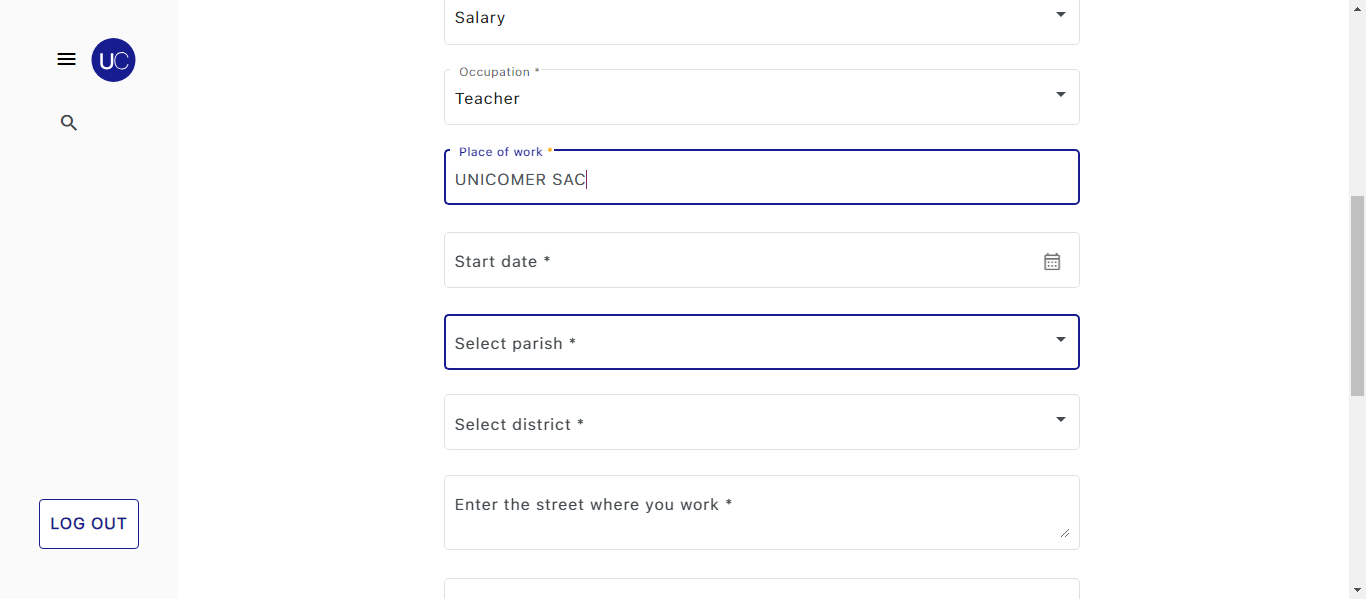 UC
Salary
Occupation *
Teacher
Place of work *
UNICOMER SAC
Start date *
Select parish *
Select district *
Enter the street where you work *
LOG OUT